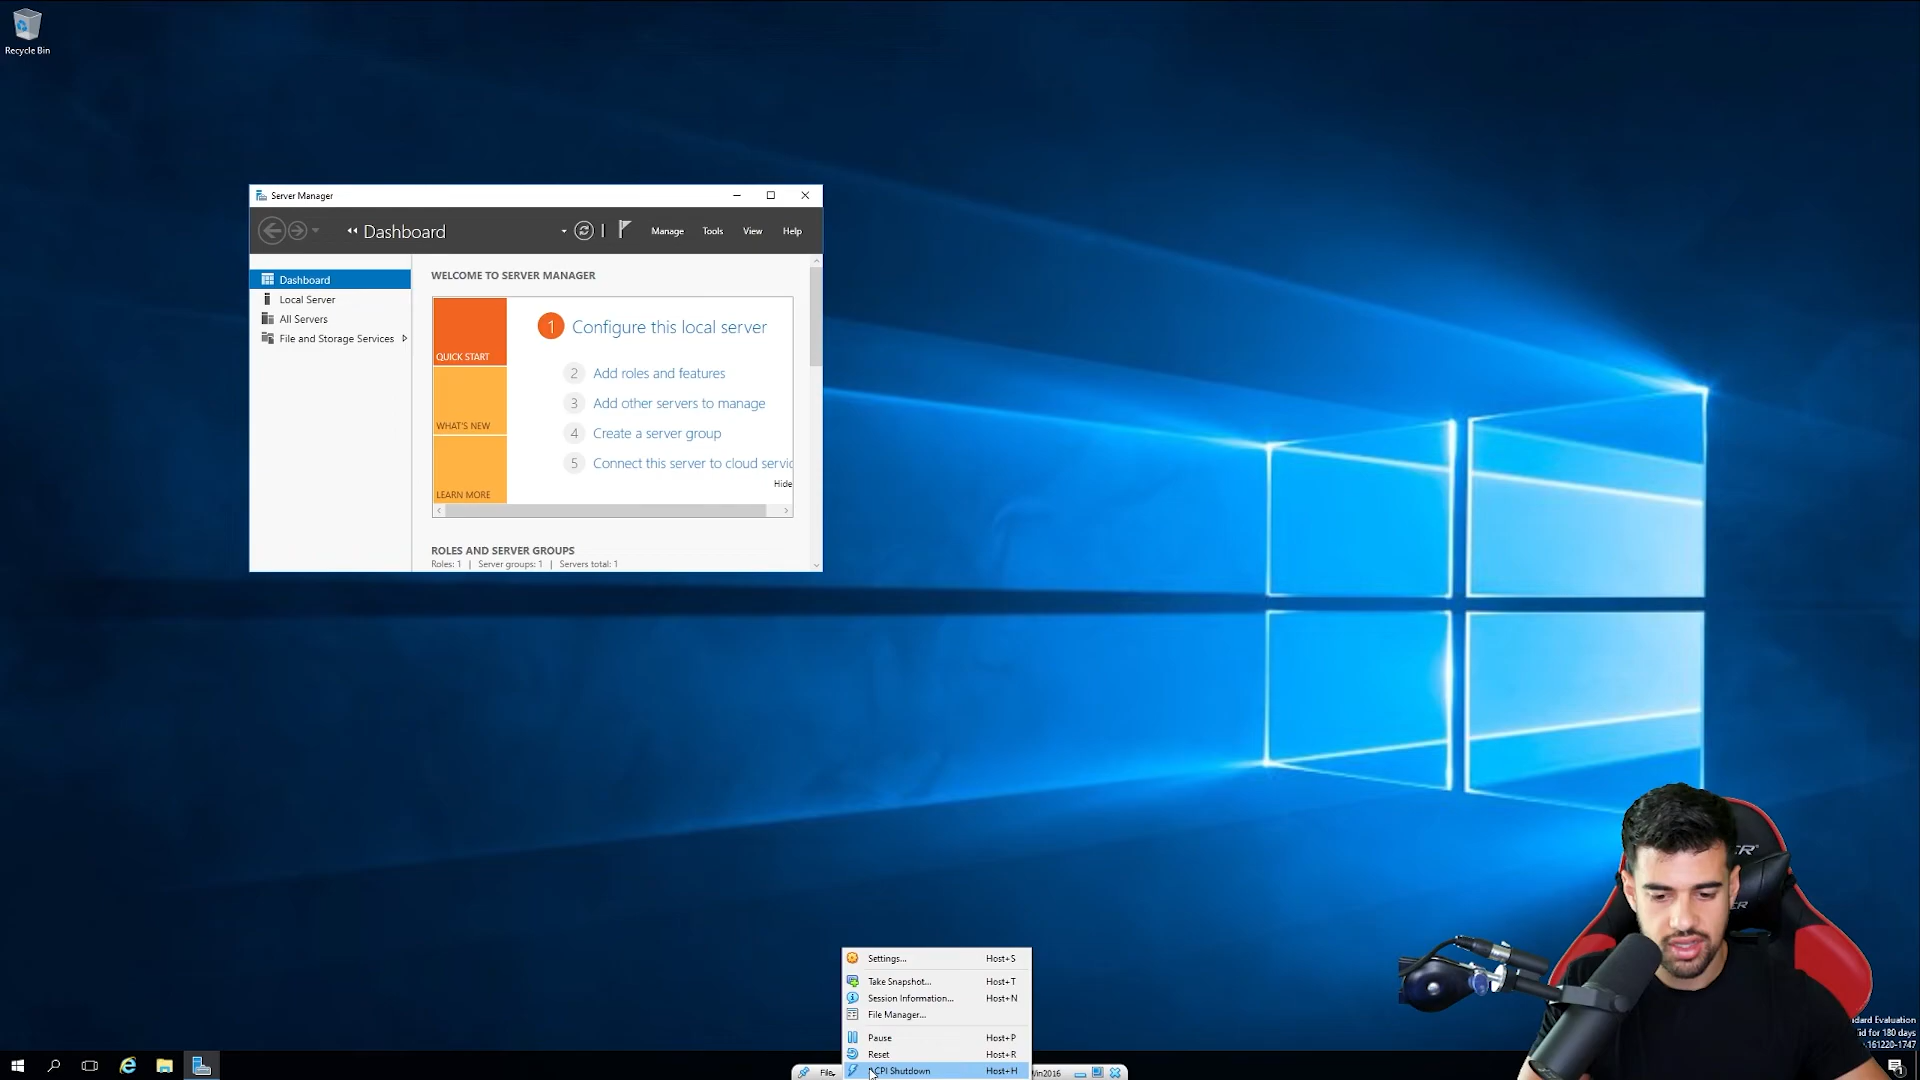 Recycle Bin
Server Manager
Dashboard
Manage
Tools
View
Help
Dashboard
Local Server
All Servers
File and Storage Services
WELCOME TO SERVER MANAGER
QUICK START
WHAT'S NEW
LEARN MORE
1 Configure this local server
2 Add roles and features
3 Add other servers to manage
4 Create a server group
5 Connect this server to cloud servic
Hide
ROLES AND SERVER GROUPS
Roles: 1 | Server groups: 1 | Servers total: 1
Settings... Host+S
Take Snapshot... Host+T
Session Information... Host+N
File Manager...
Pause Host+P
Reset Host+R
CPI Shutdown Host+H
File
Win2016
dard Evaluation
id for 180 days
.161220-1747